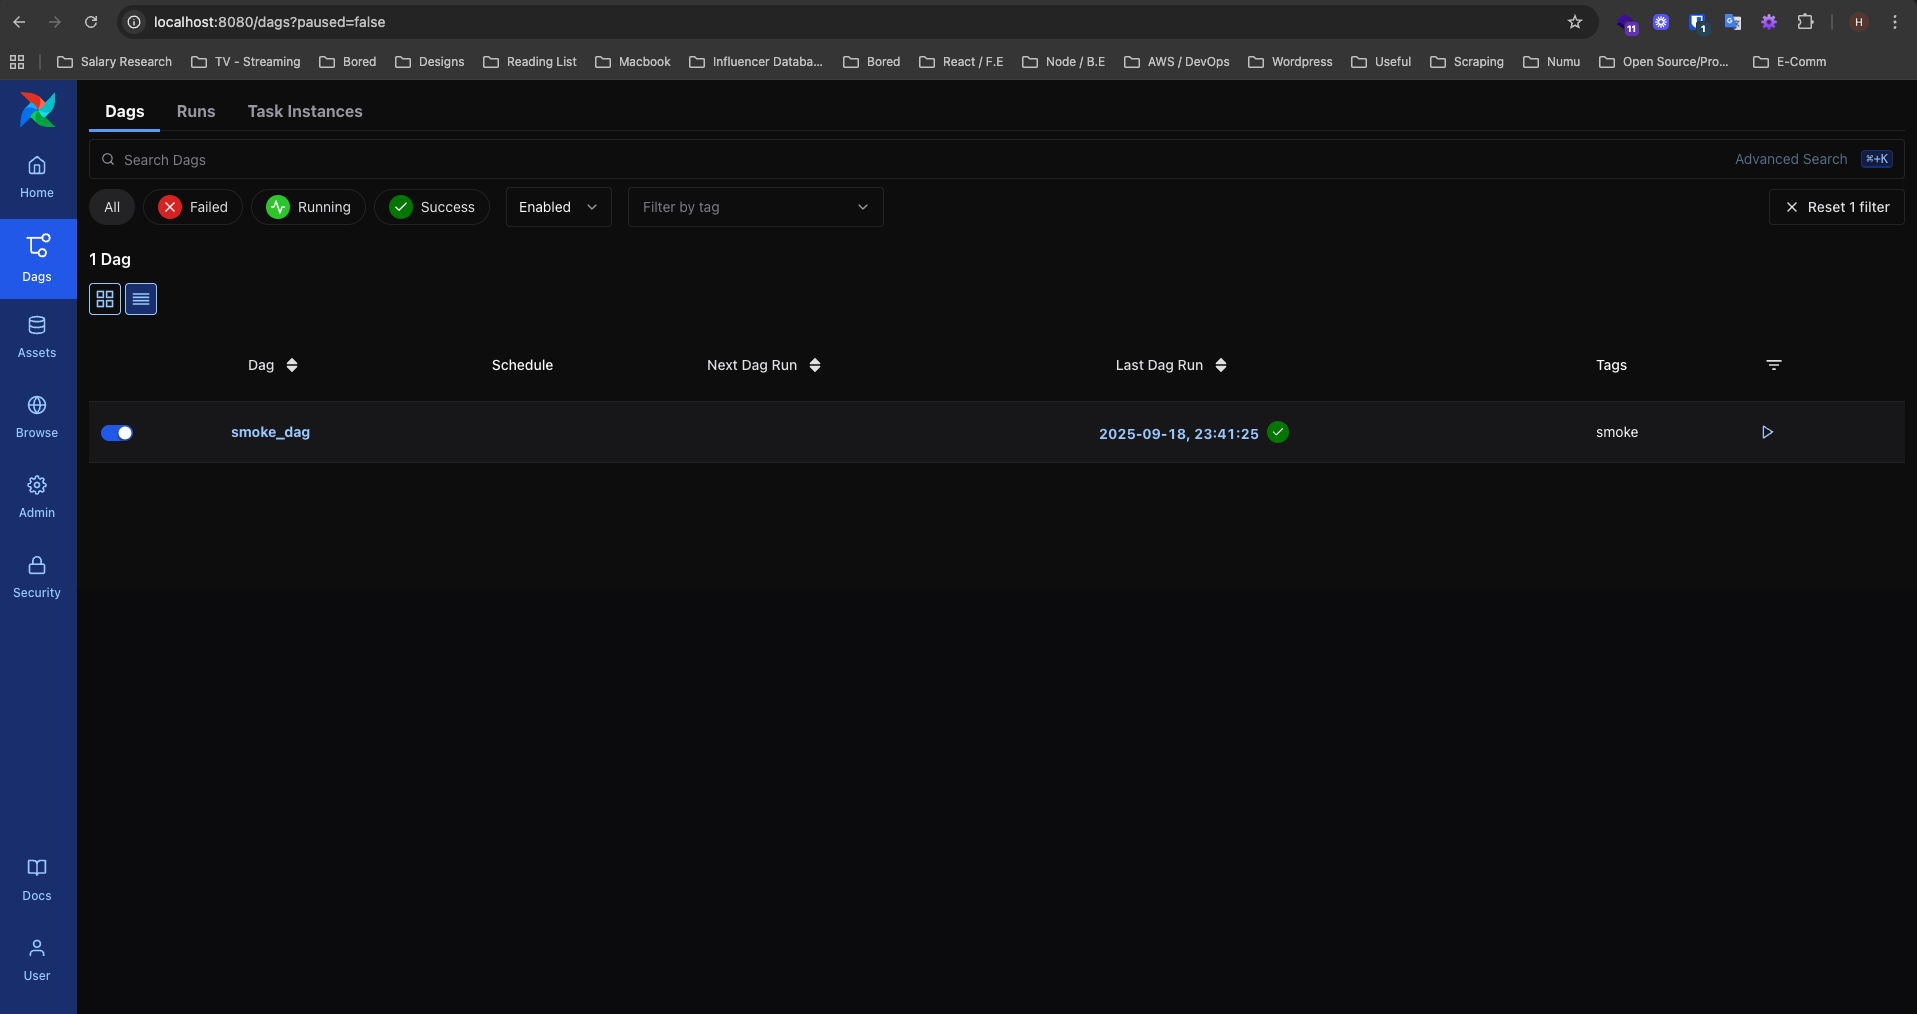 localhost:8080/dags?paused=false
11
1
H
Salary Research TV - Streaming Bored Designs Reading List Macbook Influencer Databa... Bored React / F.E Node / B.E AWS / DevOps Wordpress Useful Scraping Numu Open Source/Pro... E-Comm
Dags Runs Task Instances
Search Dags Advanced Search ⌘+K
All Failed Running Success Enabled Filter by tag Reset 1 filter
1 Dag
Dag Schedule Next Dag Run Last Dag Run Tags
smoke_dag 2025-09-18, 23:41:25 smoke
Home
Dags
Assets
Browse
Admin
Security
Docs
User